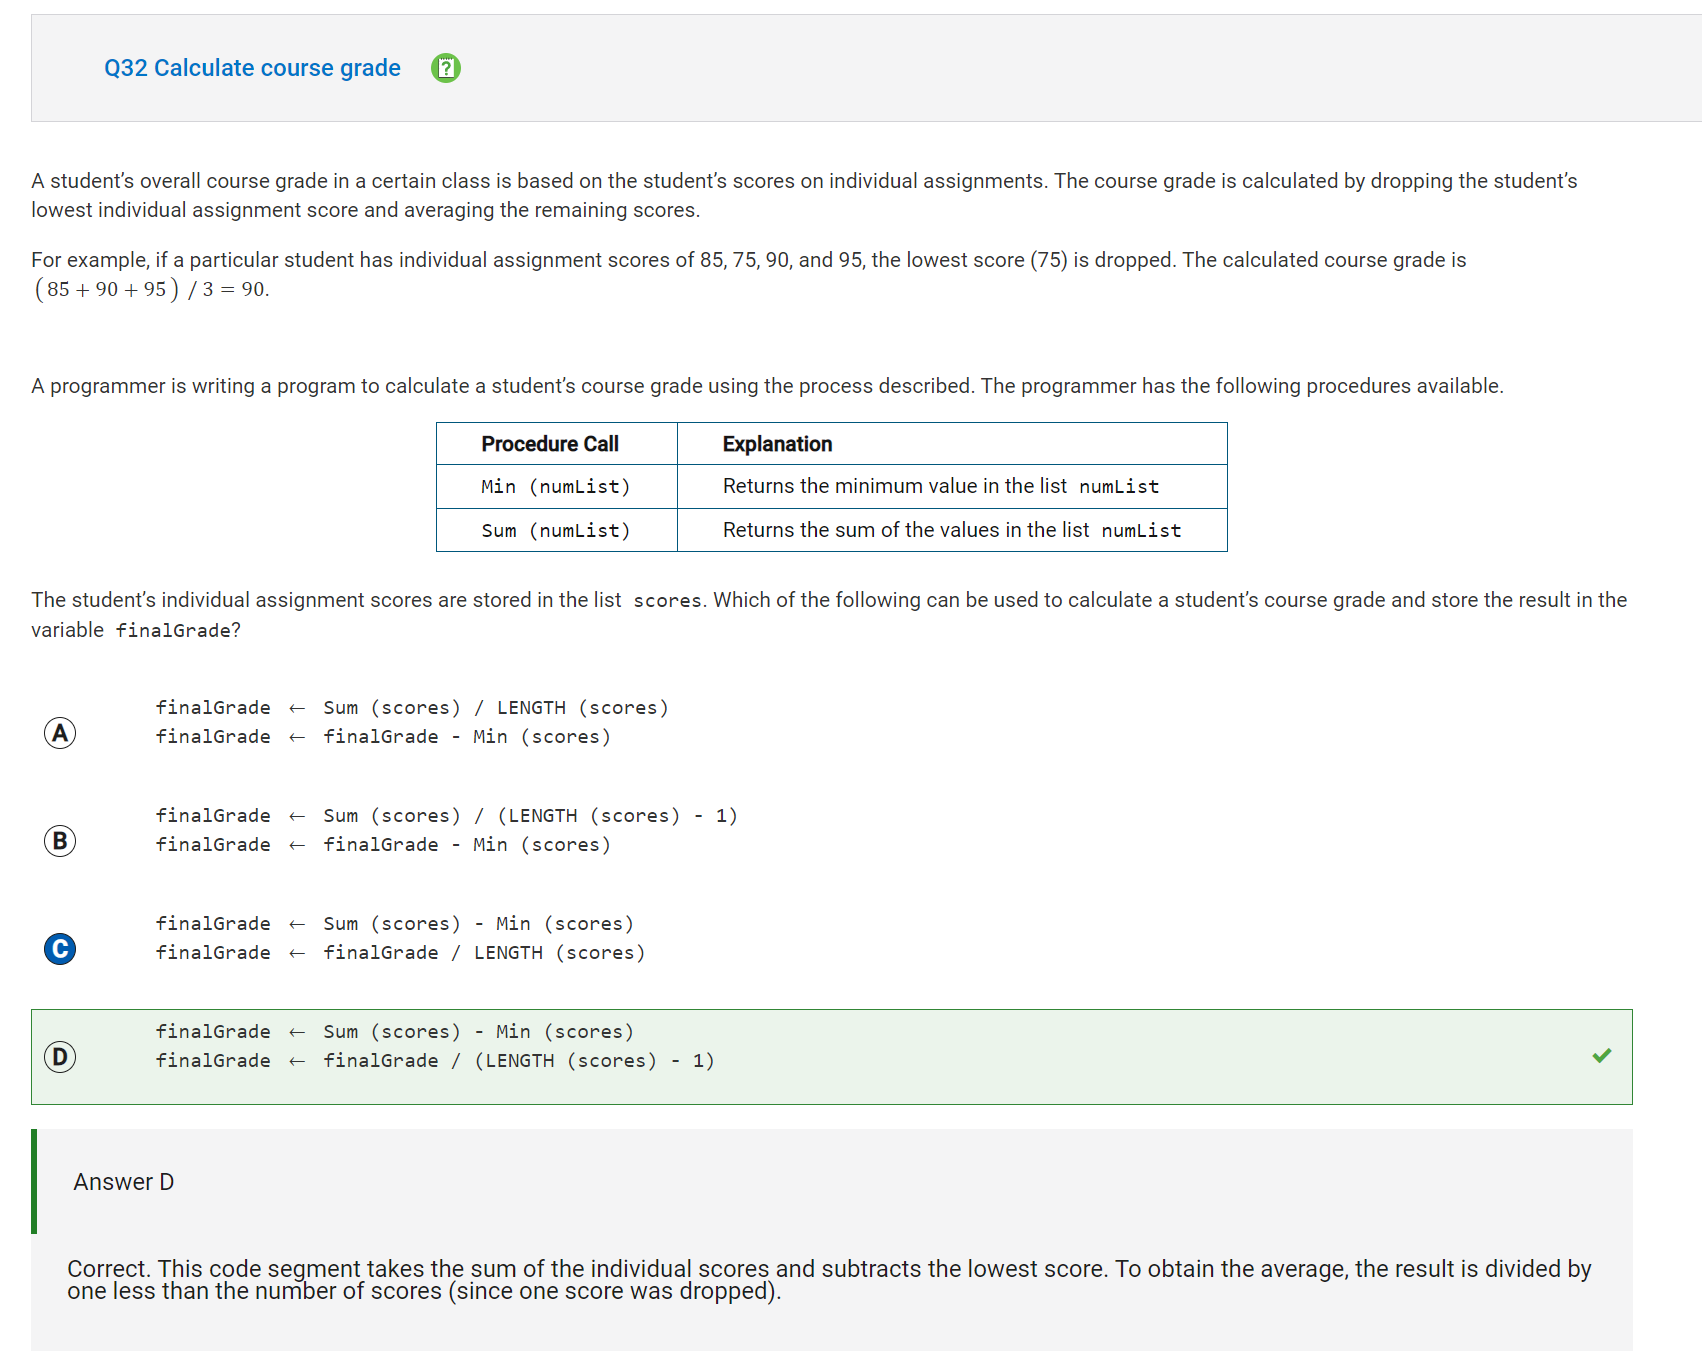 Q32 Calculate course grade
A student’s overall course grade in a certain class is based on the student’s scores on individual assignments. The course grade is calculated by dropping the student’s
lowest individual assignment score and averaging the remaining scores.
For example, if a particular student has individual assignment scores of 85, 75, 90, and 95, the lowest score (75) is dropped. The calculated course grade is
(85 + 90 + 95) / 3 = 90.
A programmer is writing a program to calculate a student’s course grade using the process described. The programmer has the following procedures available.
Procedure Call Explanation
Min (numList) Returns the minimum value in the list numList
Sum (numList) Returns the sum of the values in the list numList
The student’s individual assignment scores are stored in the list scores. Which of the following can be used to calculate a student’s course grade and store the result in the
variable finalGrade?
A
finalGrade ← Sum (scores) / LENGTH (scores)
finalGrade ← finalGrade - Min (scores)
B
finalGrade ← Sum (scores) / (LENGTH (scores) - 1)
finalGrade ← finalGrade - Min (scores)
C
finalGrade ← Sum (scores) - Min (scores)
finalGrade ← finalGrade / LENGTH (scores)
D
finalGrade ← Sum (scores) - Min (scores)
finalGrade ← finalGrade / (LENGTH (scores) - 1)
Answer D
Correct. This code segment takes the sum of the individual scores and subtracts the lowest score. To obtain the average, the result is divided by
one less than the number of scores (since one score was dropped).